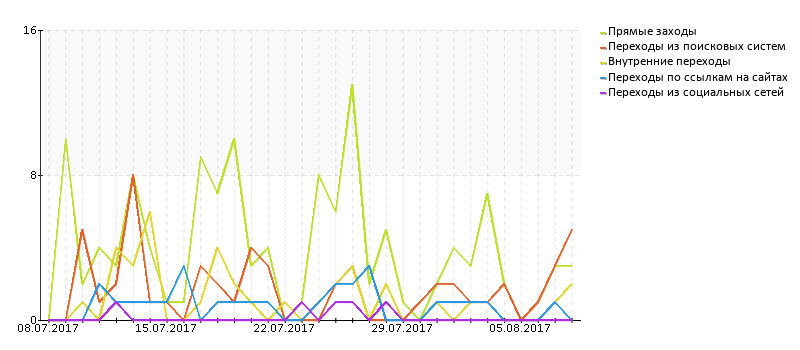 16
8
0
08.07.2017 15.07.2017 22.07.2017 29.07.2017 05.08.2017
Прямые заходы
Переходы из поисковых систем
Внутренние переходы
Переходы по ссылкам на сайтах
Переходы из социальных сетей